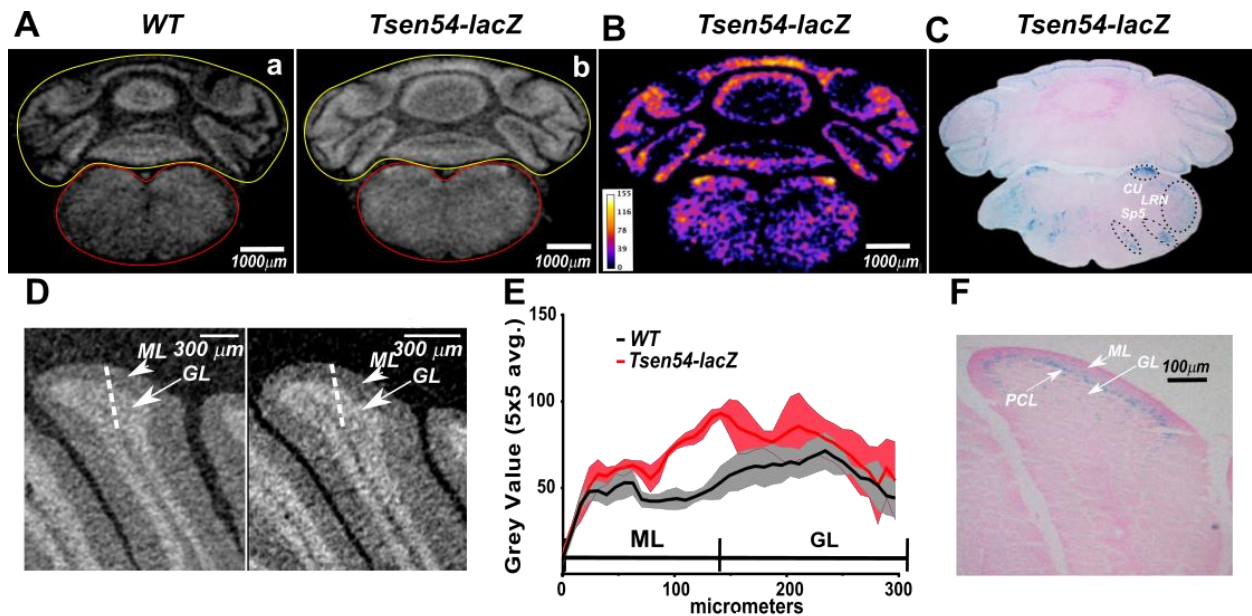 A
WT
Tsen54-lacZ
B
Tsen54-lacZ
C
a
b
1000μm
1000μm
155
116
78
39
0
1000μm
CU
LRN
Sp5
D
300 μm
ML
GL
300 μm
ML
GL
E
150
100
50
Grey Value (5x5 avg.)
WT
Tsen54-lacZ
ML
GL
0
100
200
300
micrometers
F
ML
100μm
GL
PCL